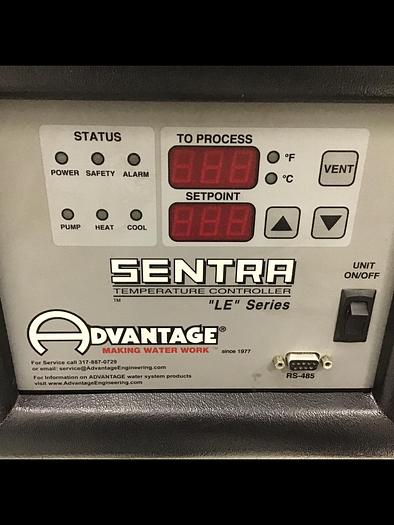 STATUS
POWER SAFETY ALARM
PUMP HEAT COOL
TO PROCESS
°F
°C
VENT
SETPOINT
SENTRA
TEMPERATURE CONTROLLER
™ "LE" Series
UNIT
ON/OFF
ADVANTAGE®
MAKING WATER WORK since 1977
For Service call 317-887-0729
or email: service@AdvantageEngineering.com
For Information on ADVANTAGE water system products
visit www.AdvantageEngineering.com
RS-485